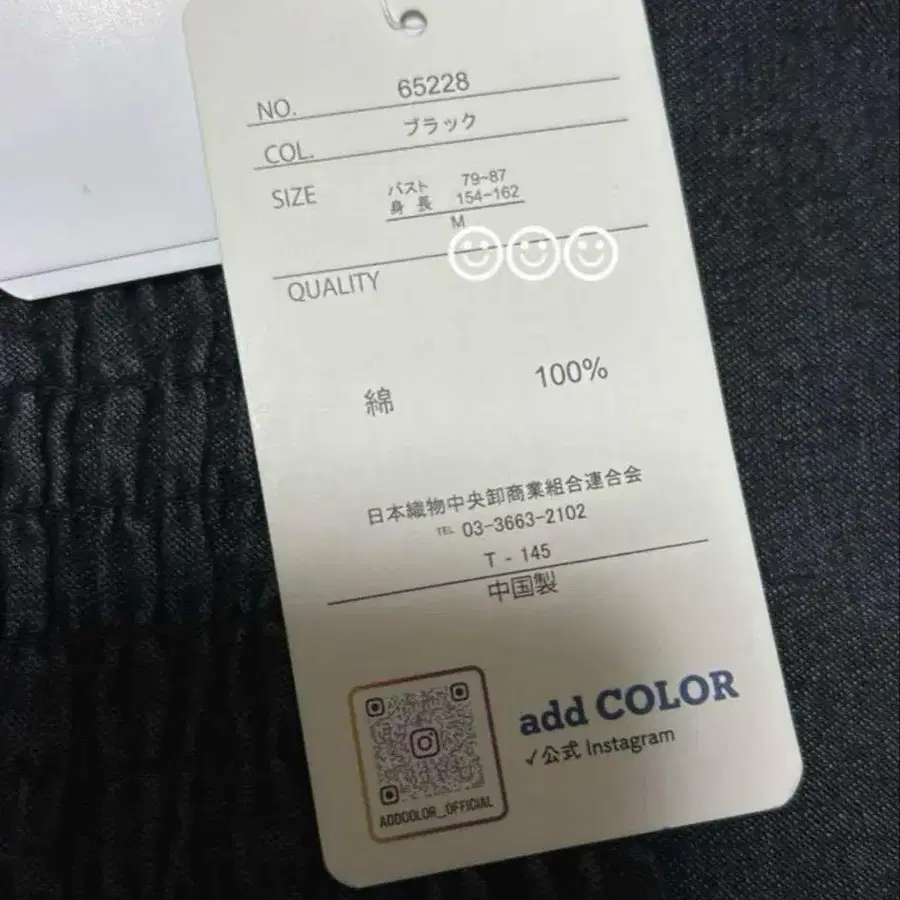 NO. 65228
COL. ブラック
SIZE バスト 79~87
身 長 154~162
M
QUALITY
綿 100%
日本織物中央卸商業組合連合会
TEL 03-3663-2102
T - 145
中国製
add COLOR
✓公式 Instagram
ADDCOLOR_OFFICIAL